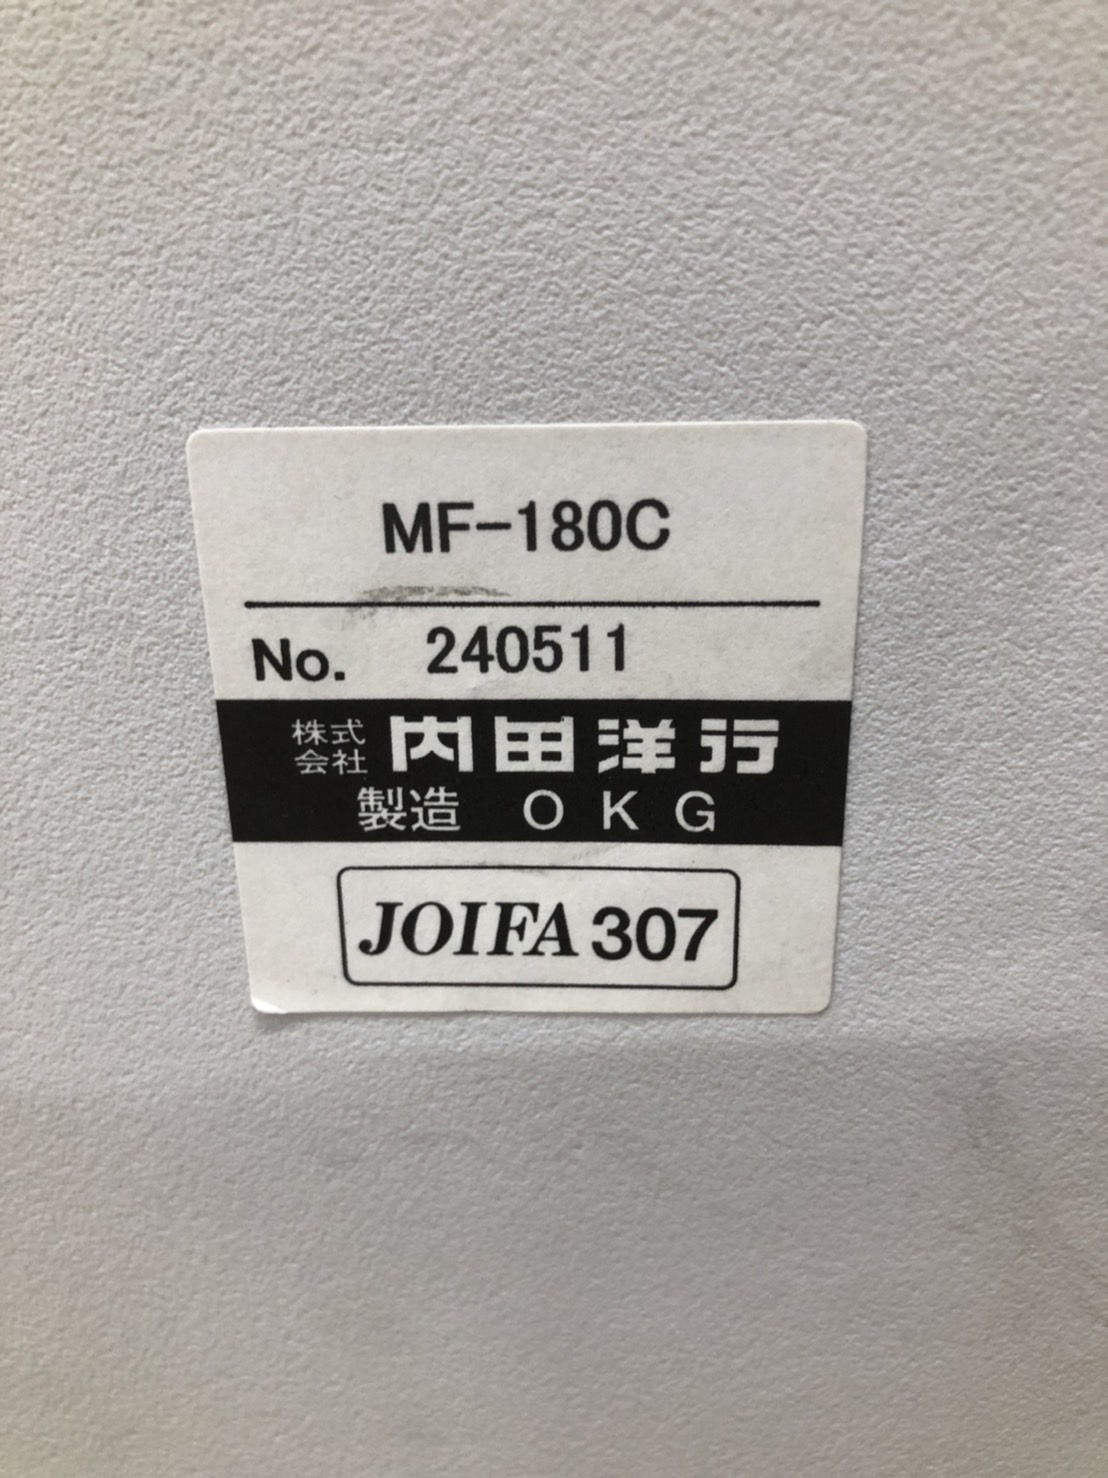 MF-180C
No. 240511
株式会社 内田洋行
製造 OKG
JOIFA 307